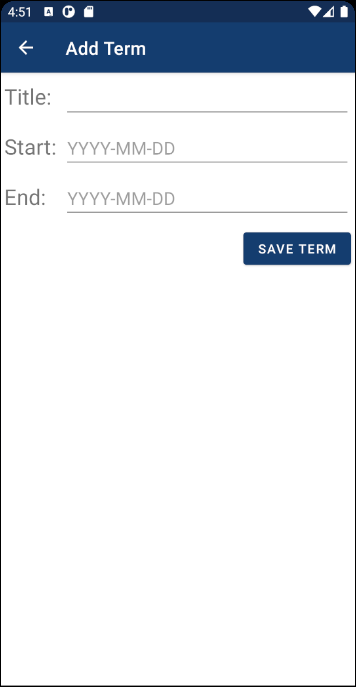 4:51
Add Term
Title:
Start: YYYY-MM-DD
End: YYYY-MM-DD
SAVE TERM